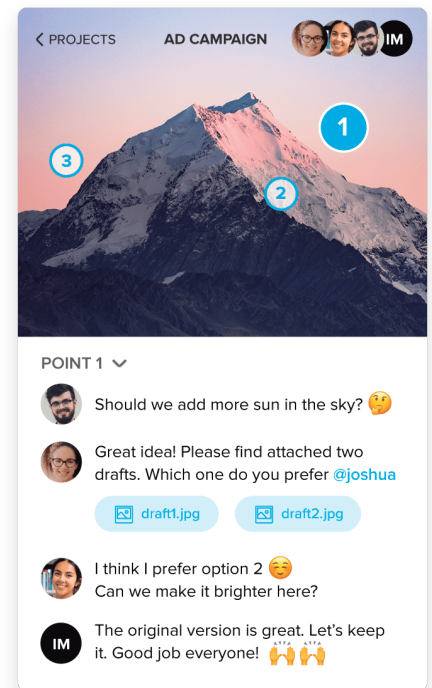 PROJECTS
AD CAMPAIGN
IM
1
3
2
POINT 1
Should we add more sun in the sky? 🤔
Great idea! Please find attached two
drafts. Which one do you prefer @joshua
draft1.jpg
draft2.jpg
I think I prefer option 2 ☺️
Can we make it brighter here?
IM
The original version is great. Let’s keep
it. Good job everyone! 🙌 🙌